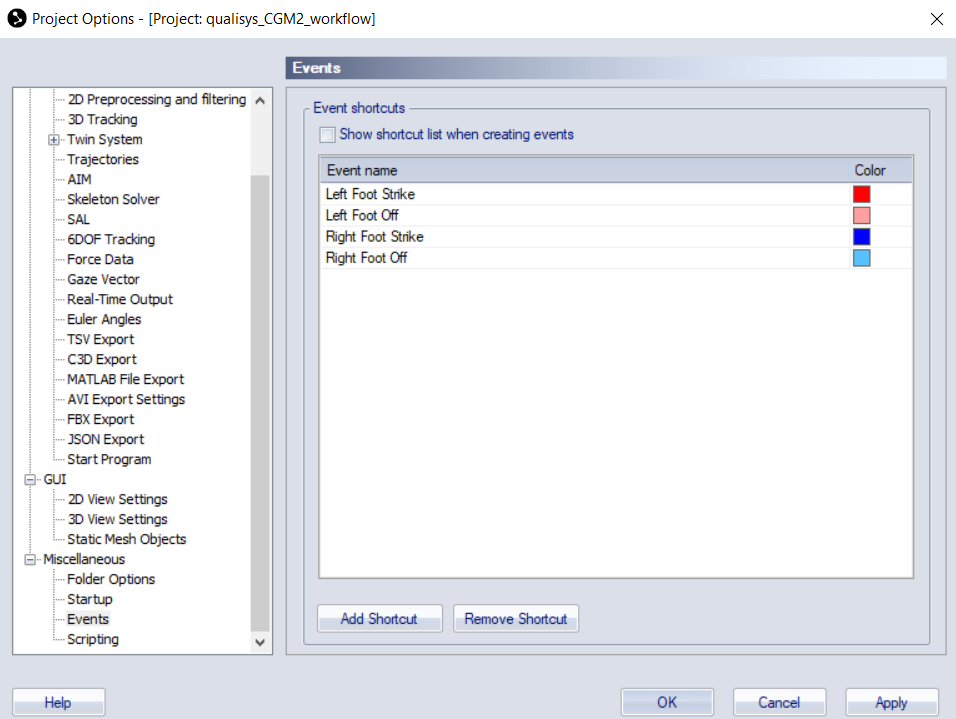 Project Options - [Project: qualisys_CGM2_workflow]
2D Preprocessing and filtering
3D Tracking
Twin System
Trajectories
AIM
Skeleton Solver
SAL
6DOF Tracking
Force Data
Gaze Vector
Real-Time Output
Euler Angles
TSV Export
C3D Export
MATLAB File Export
AVI Export Settings
FBX Export
JSON Export
Start Program
GUI
2D View Settings
3D View Settings
Static Mesh Objects
Miscellaneous
Folder Options
Startup
Events
Scripting
Events
Event shortcuts
Show shortcut list when creating events
Event name Color
Left Foot Strike
Left Foot Off
Right Foot Strike
Right Foot Off
Add Shortcut Remove Shortcut
Help OK Cancel Apply